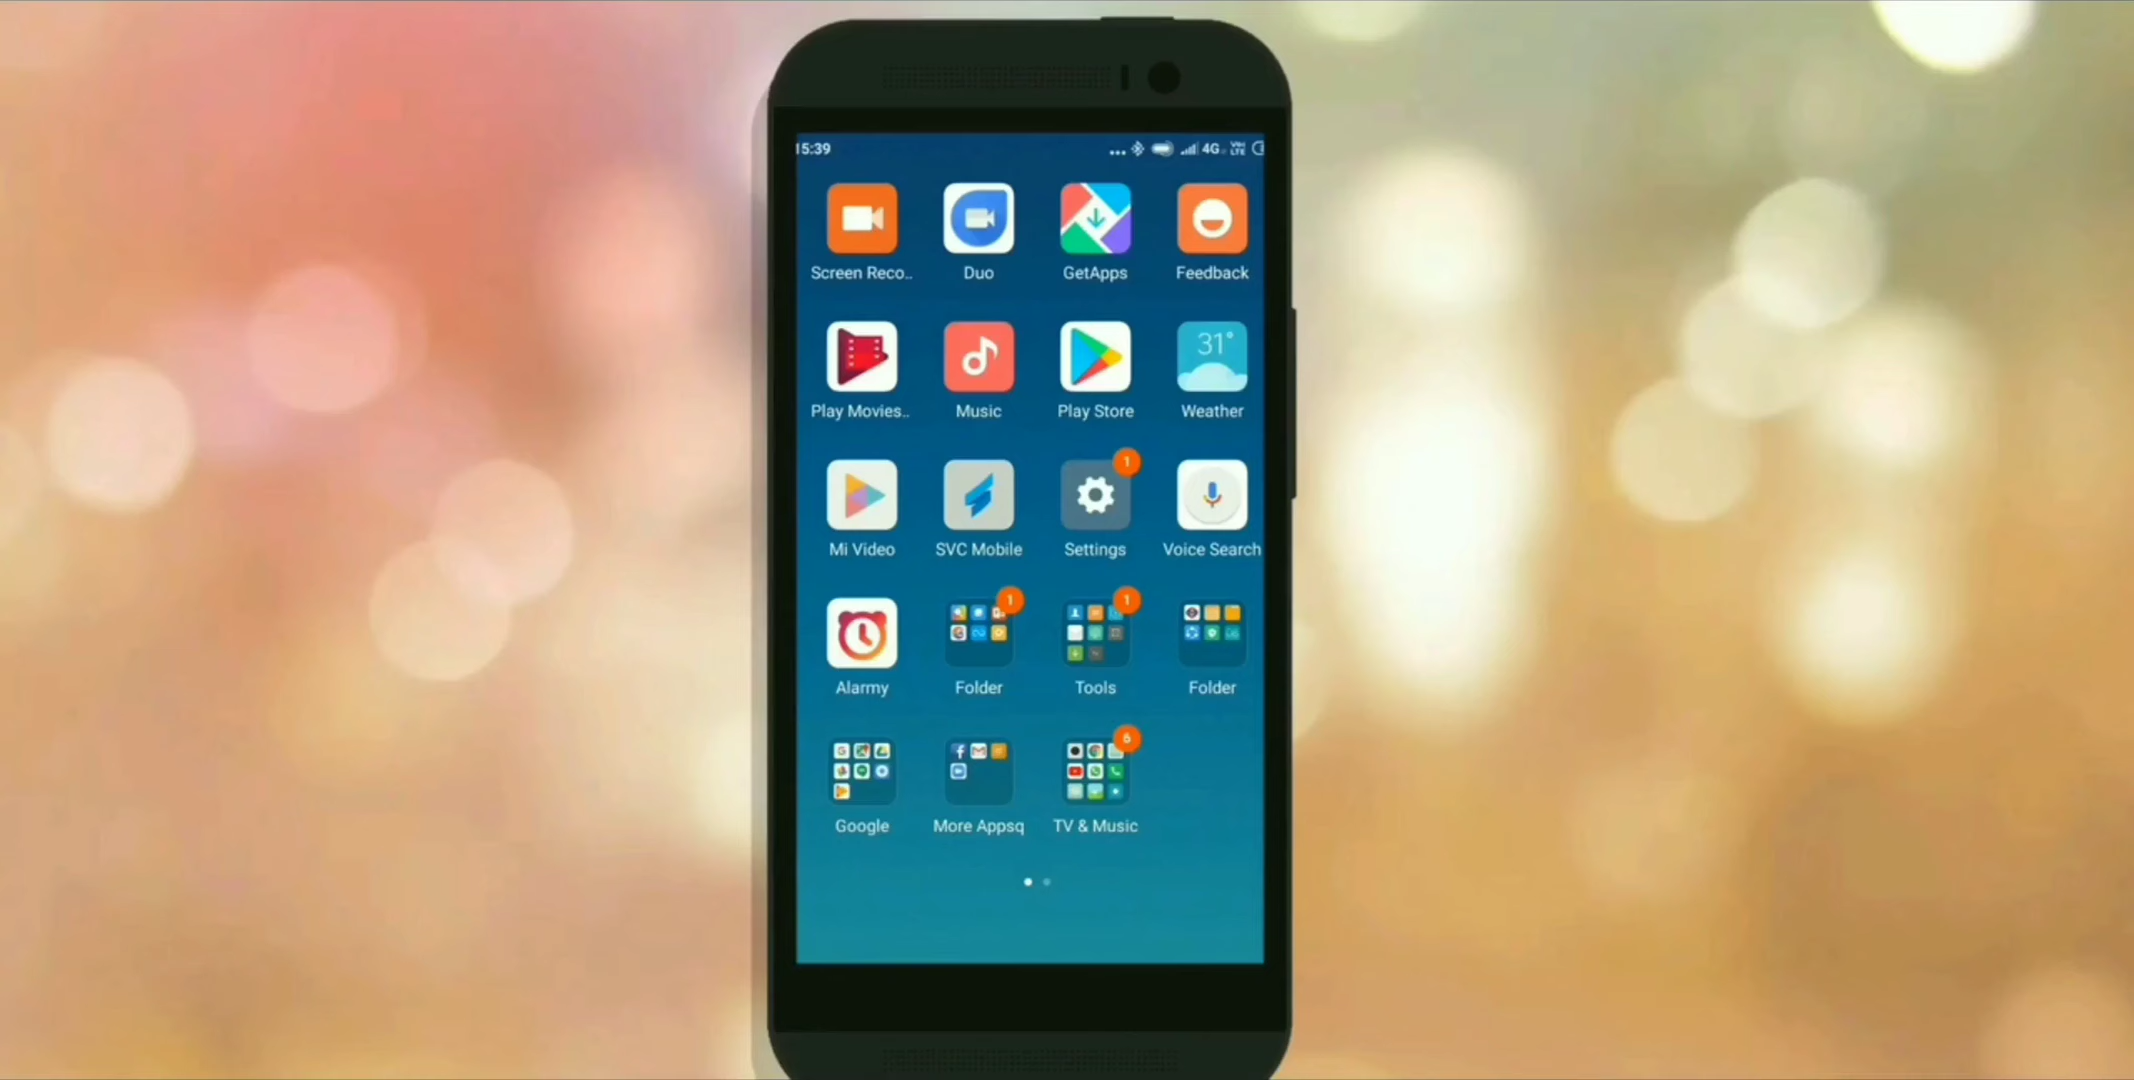 15:39 4G VoLTE
Screen Reco.. Duo GetApps Feedback
31°
Play Movies.. Music Play Store Weather
1
Mi Video SVC Mobile Settings Voice Search
1 1
Alarmy Folder Tools Folder
6
Google More Appsq TV & Music